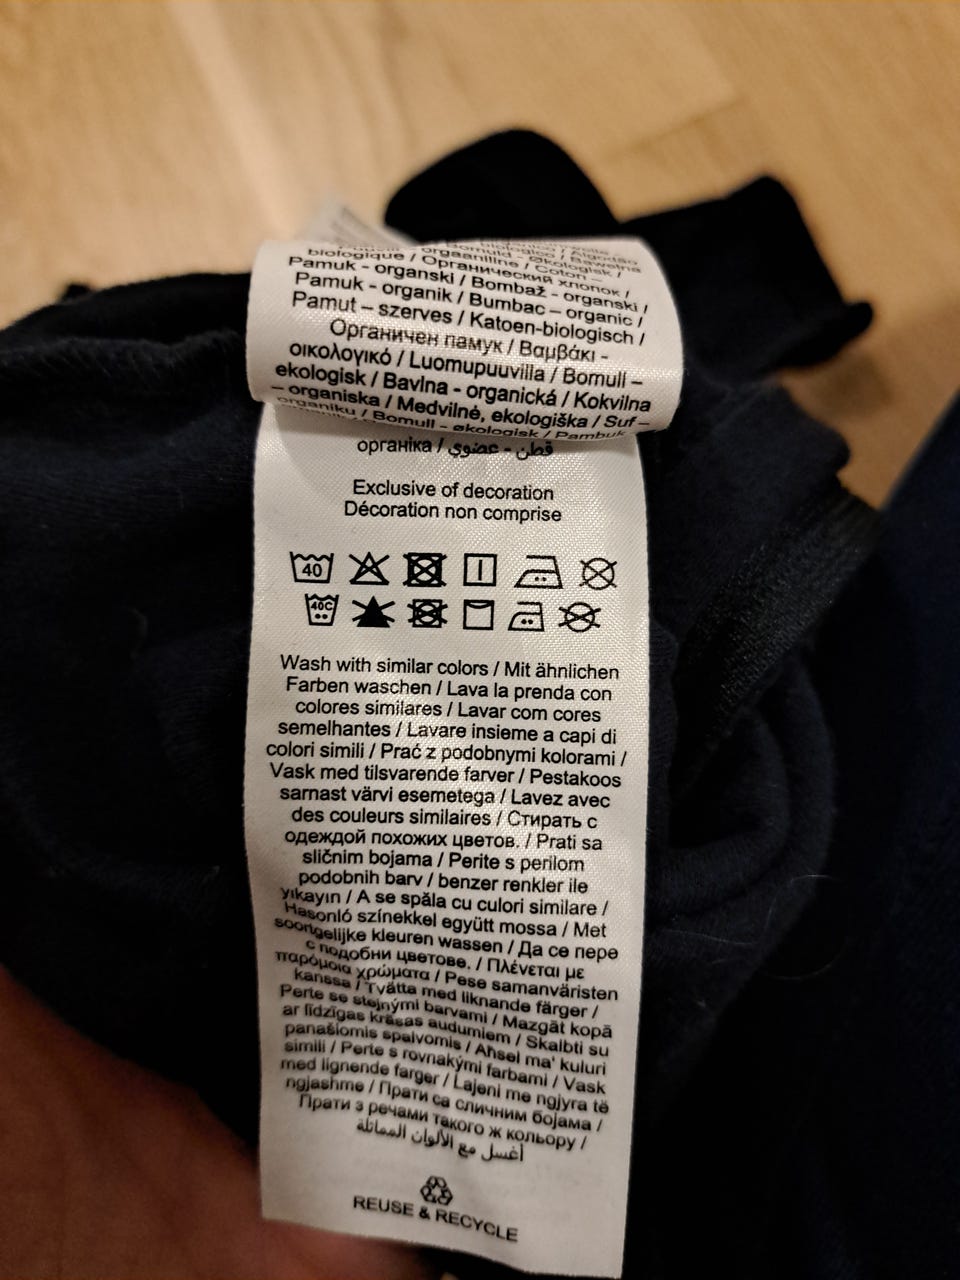 biologique / Органический хлопок /
Pamuk - organski / Bombaž - organski /
Pamuk - organik / Bumbac – organic /
Pamut – szerves / Katoen-biologisch /
Органичен памук / Βαμβάκι -
οικολογικό / Luomupuuvilla / Bomull –
ekologisk / Bavlna - organická / Kokvilna
– organiska / Medvilnė, ekologiška / Suf –
organiku / Bomull - økologisk / Pambuk
органіка / قطن - عضوي
Exclusive of decoration
Décoration non comprise
40
40C
Wash with similar colors / Mit ähnlichen
Farben waschen / Lava la prenda con
colores similares / Lavar com cores
semelhantes / Lavare insieme a capi di
colori simili / Prać z podobnymi kolorami /
Vask med tilsvarende farver / Pestakoos
sarnast värvi esemetega / Lavez avec
des couleurs similaires / Стирать с
одеждой похожих цветов. / Prati sa
sličnim bojama / Perite s perilom
podobnih barv / benzer renkler ile
yıkayın / A se spăla cu culori similare /
Hasonló színekkel együtt mossa / Met
soortgelijke kleuren wassen / Да се пере
с подобни цветове. / Πλένεται με
παρόμοια χρώματα / Pese samanväristen
kanssa / Tvätta med liknande färger /
Perte se stejnými barvami / Mazgāt kopā
ar līdzīgas krāsas audumiem / Skalbti su
panašiomis spalvomis / Aħsel ma' kuluri
simili / Perte s rovnakými farbami / Vask
med lignende farger / Lajeni me ngjyra të
ngjashme / Прати са сличним бојама /
Прати з речами такого ж кольору /
أغسل مع الألوان المماثلة
REUSE & RECYCLE